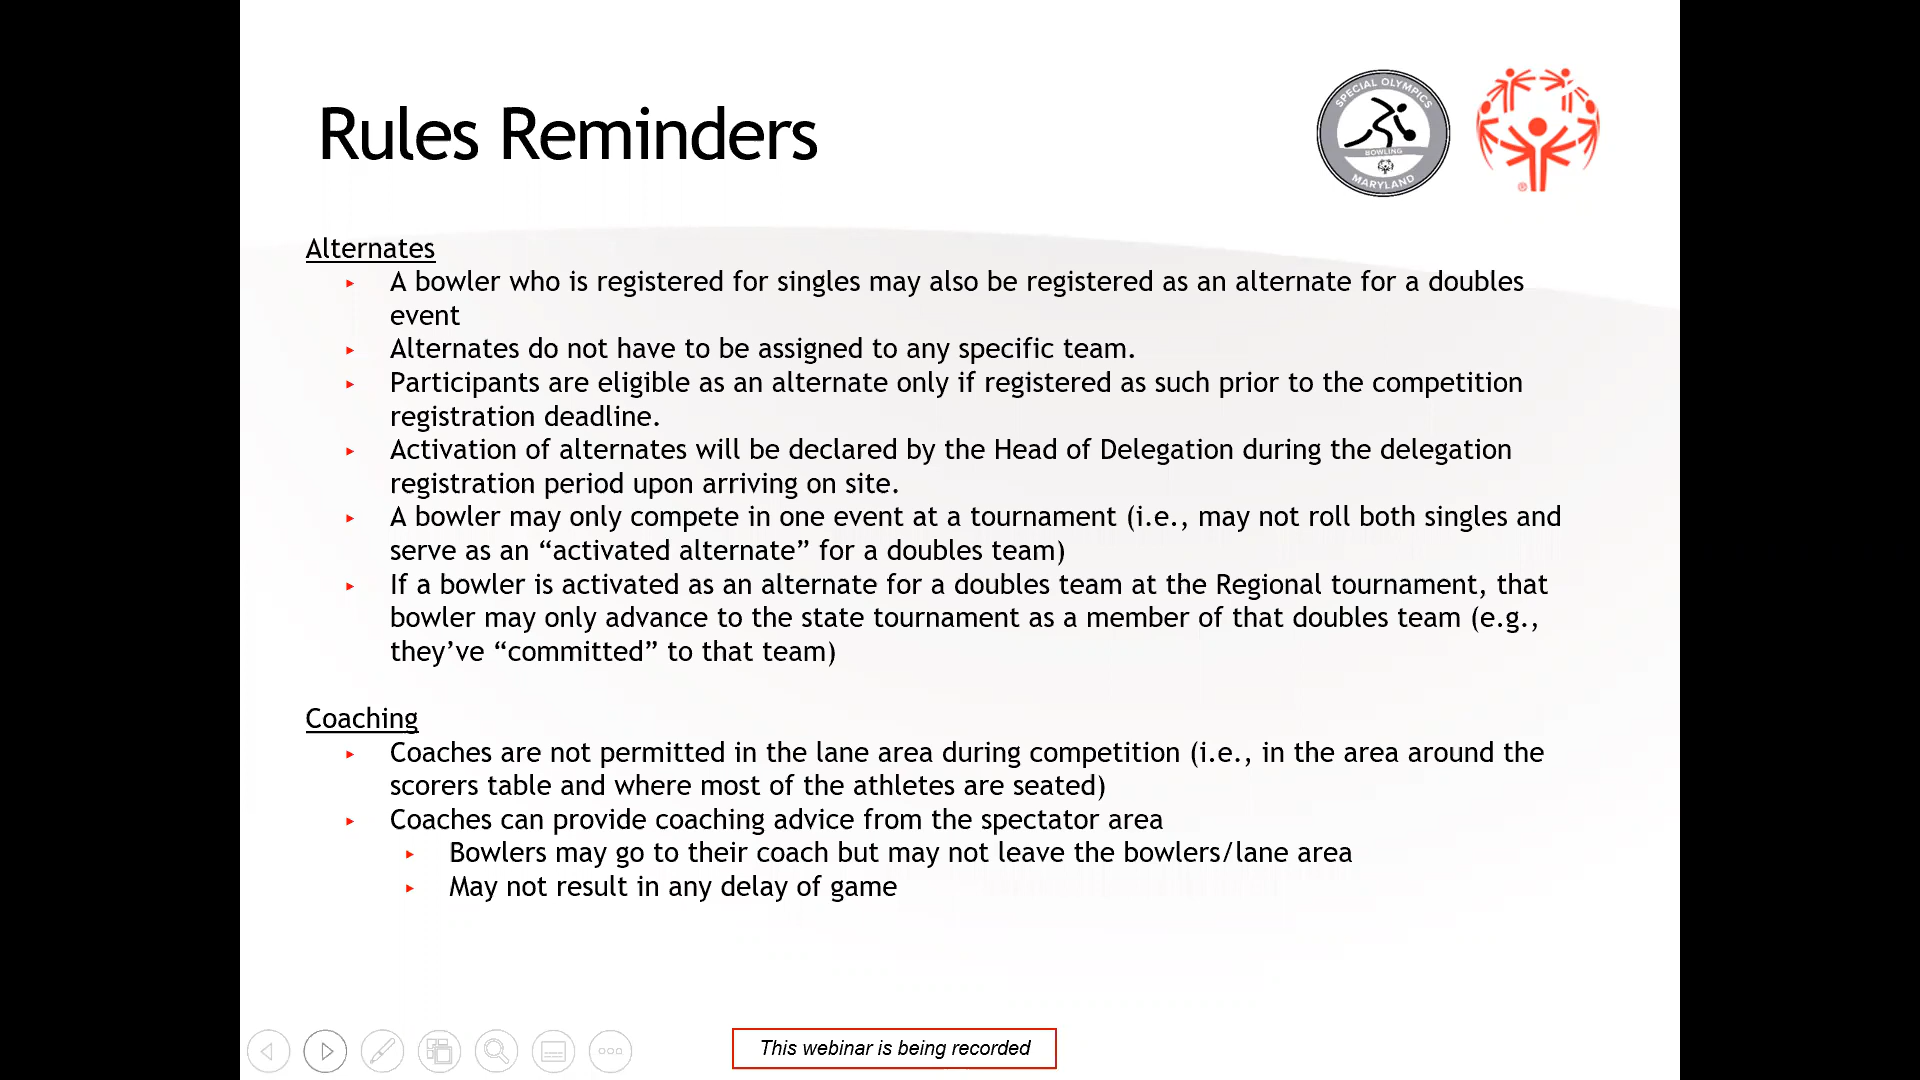 Rules Reminders
SPECIAL OLYMPICS
BOWLING
MARYLAND
®
Alternates
A bowler who is registered for singles may also be registered as an alternate for a doubles
event
Alternates do not have to be assigned to any specific team.
Participants are eligible as an alternate only if registered as such prior to the competition
registration deadline.
Activation of alternates will be declared by the Head of Delegation during the delegation
registration period upon arriving on site.
A bowler may only compete in one event at a tournament (i.e., may not roll both singles and
serve as an “activated alternate” for a doubles team)
If a bowler is activated as an alternate for a doubles team at the Regional tournament, that
bowler may only advance to the state tournament as a member of that doubles team (e.g.,
they’ve “committed” to that team)
Coaching
Coaches are not permitted in the lane area during competition (i.e., in the area around the
scorers table and where most of the athletes are seated)
Coaches can provide coaching advice from the spectator area
Bowlers may go to their coach but may not leave the bowlers/lane area
May not result in any delay of game
This webinar is being recorded